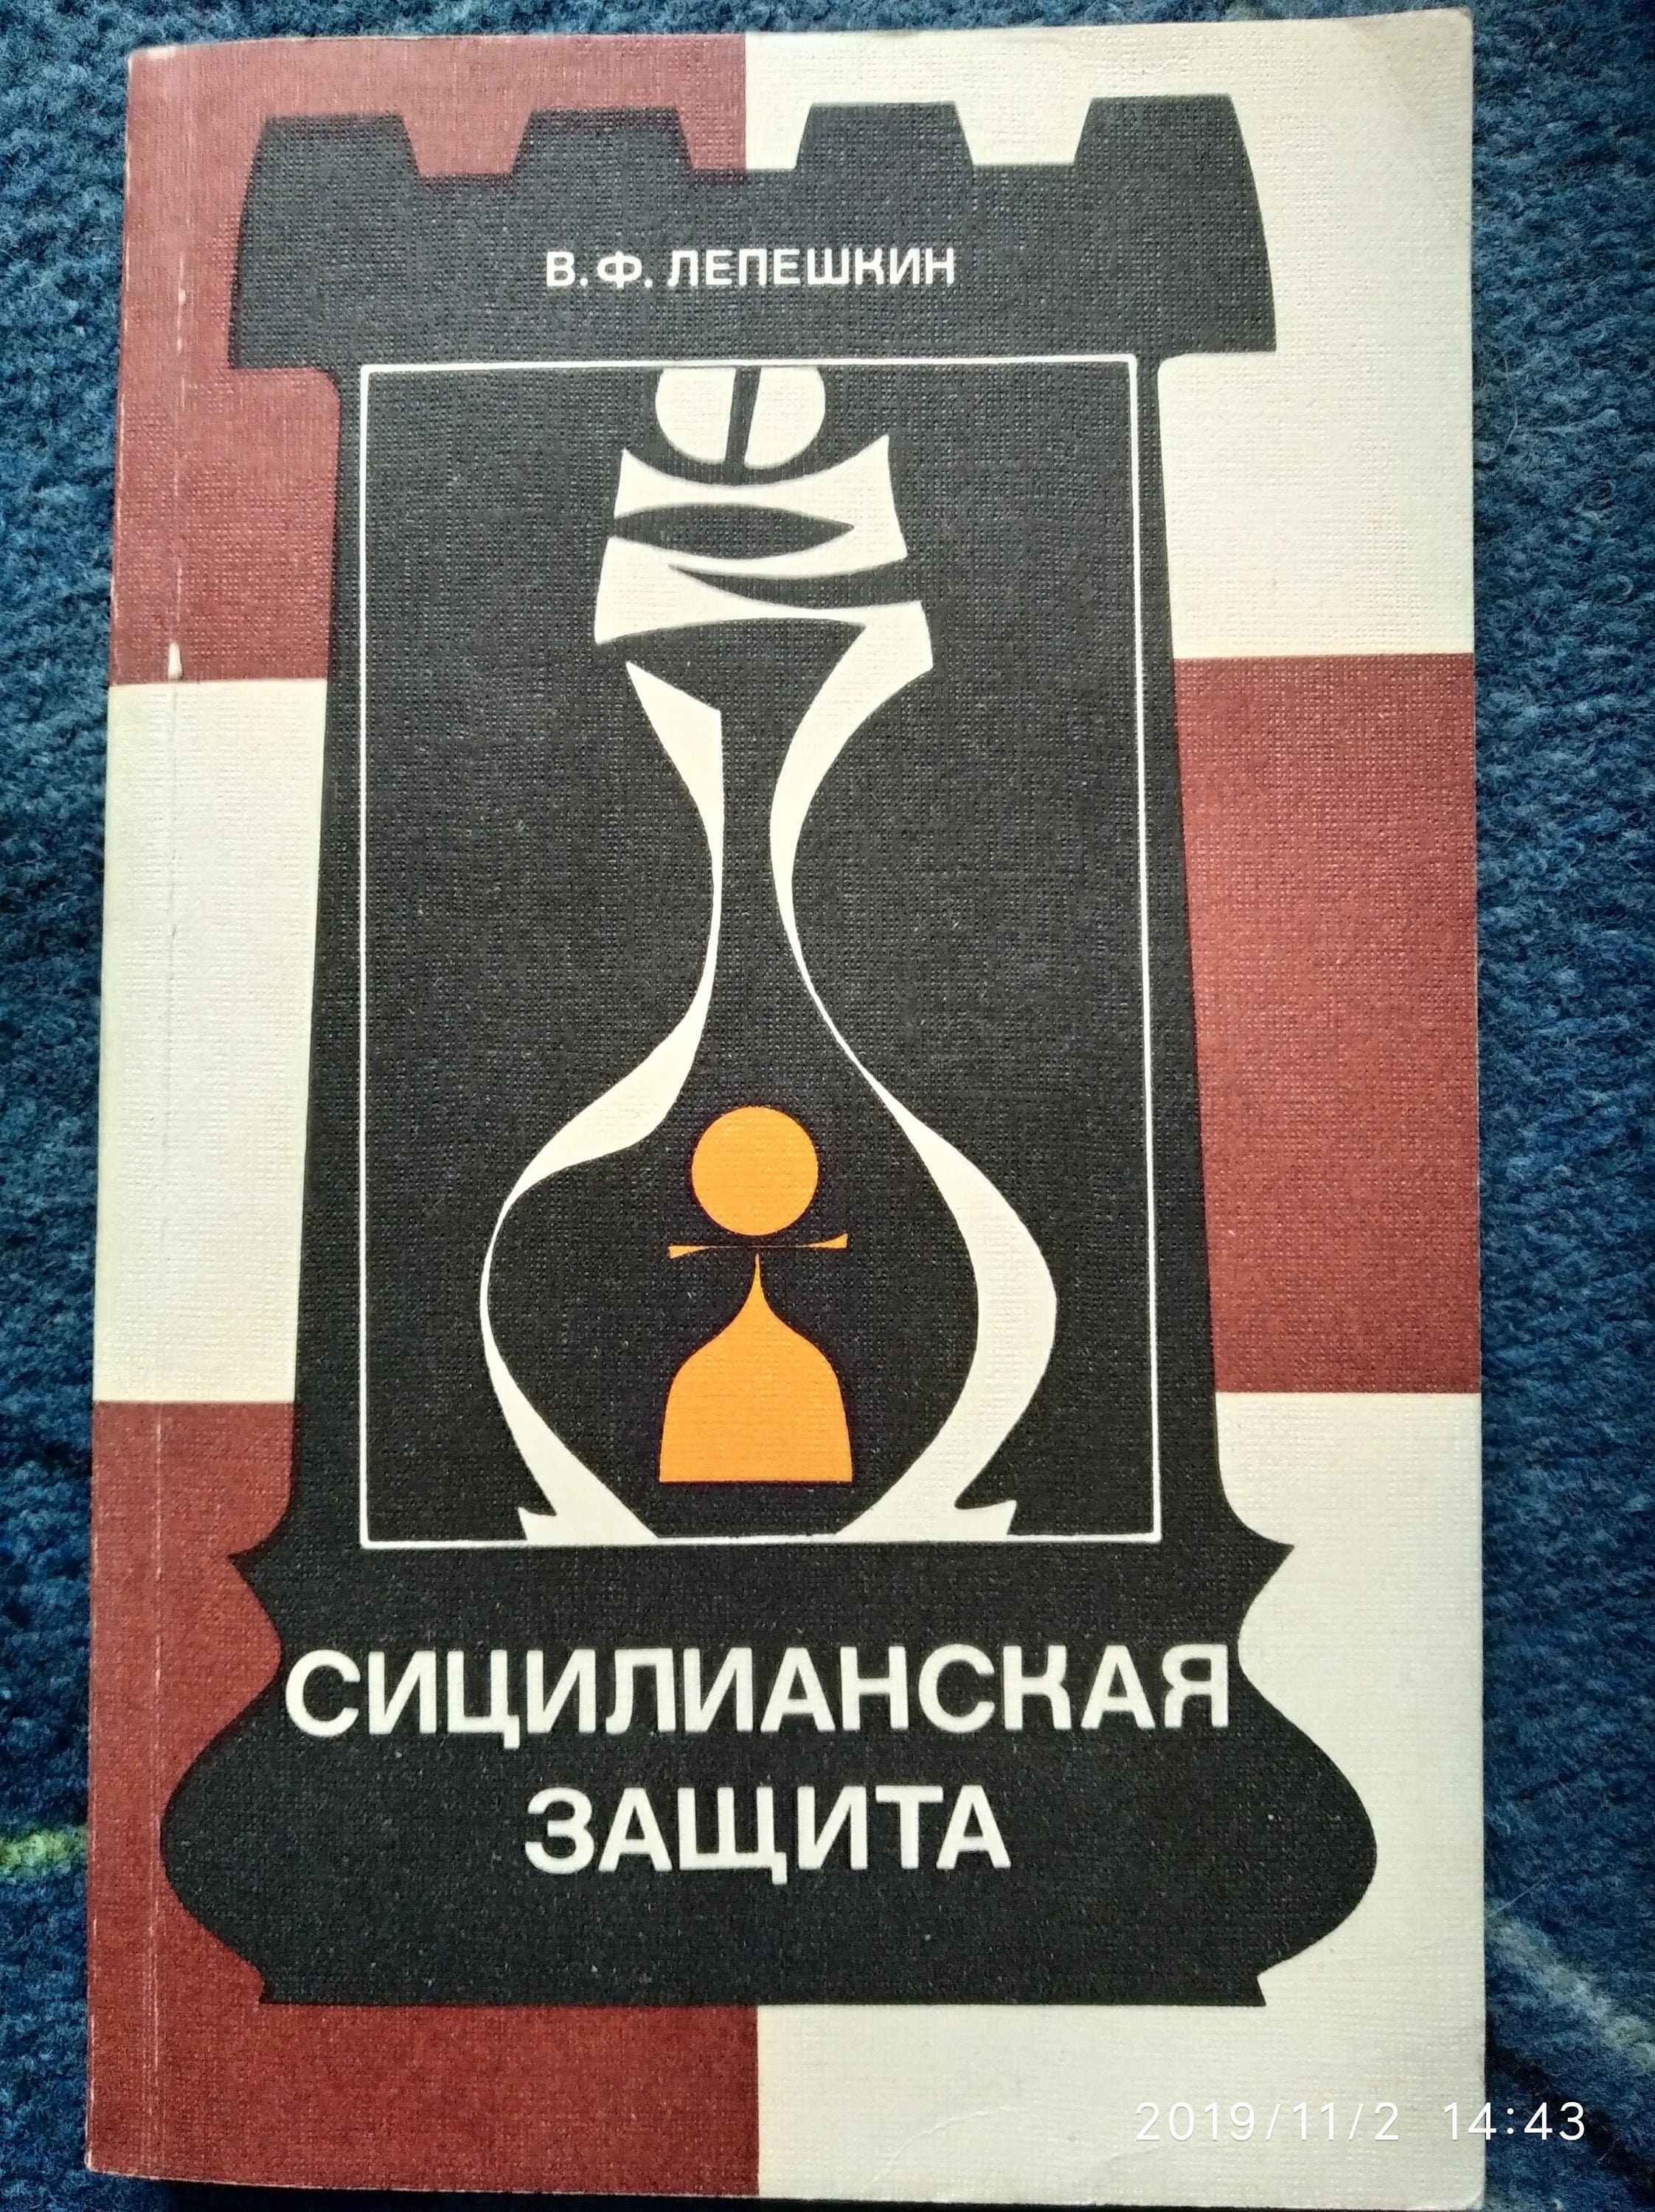 В.Ф. ЛЕПЕШКИН
СИЦИЛИАНСКАЯ
ЗАЩИТА
2019/11/2 14:43